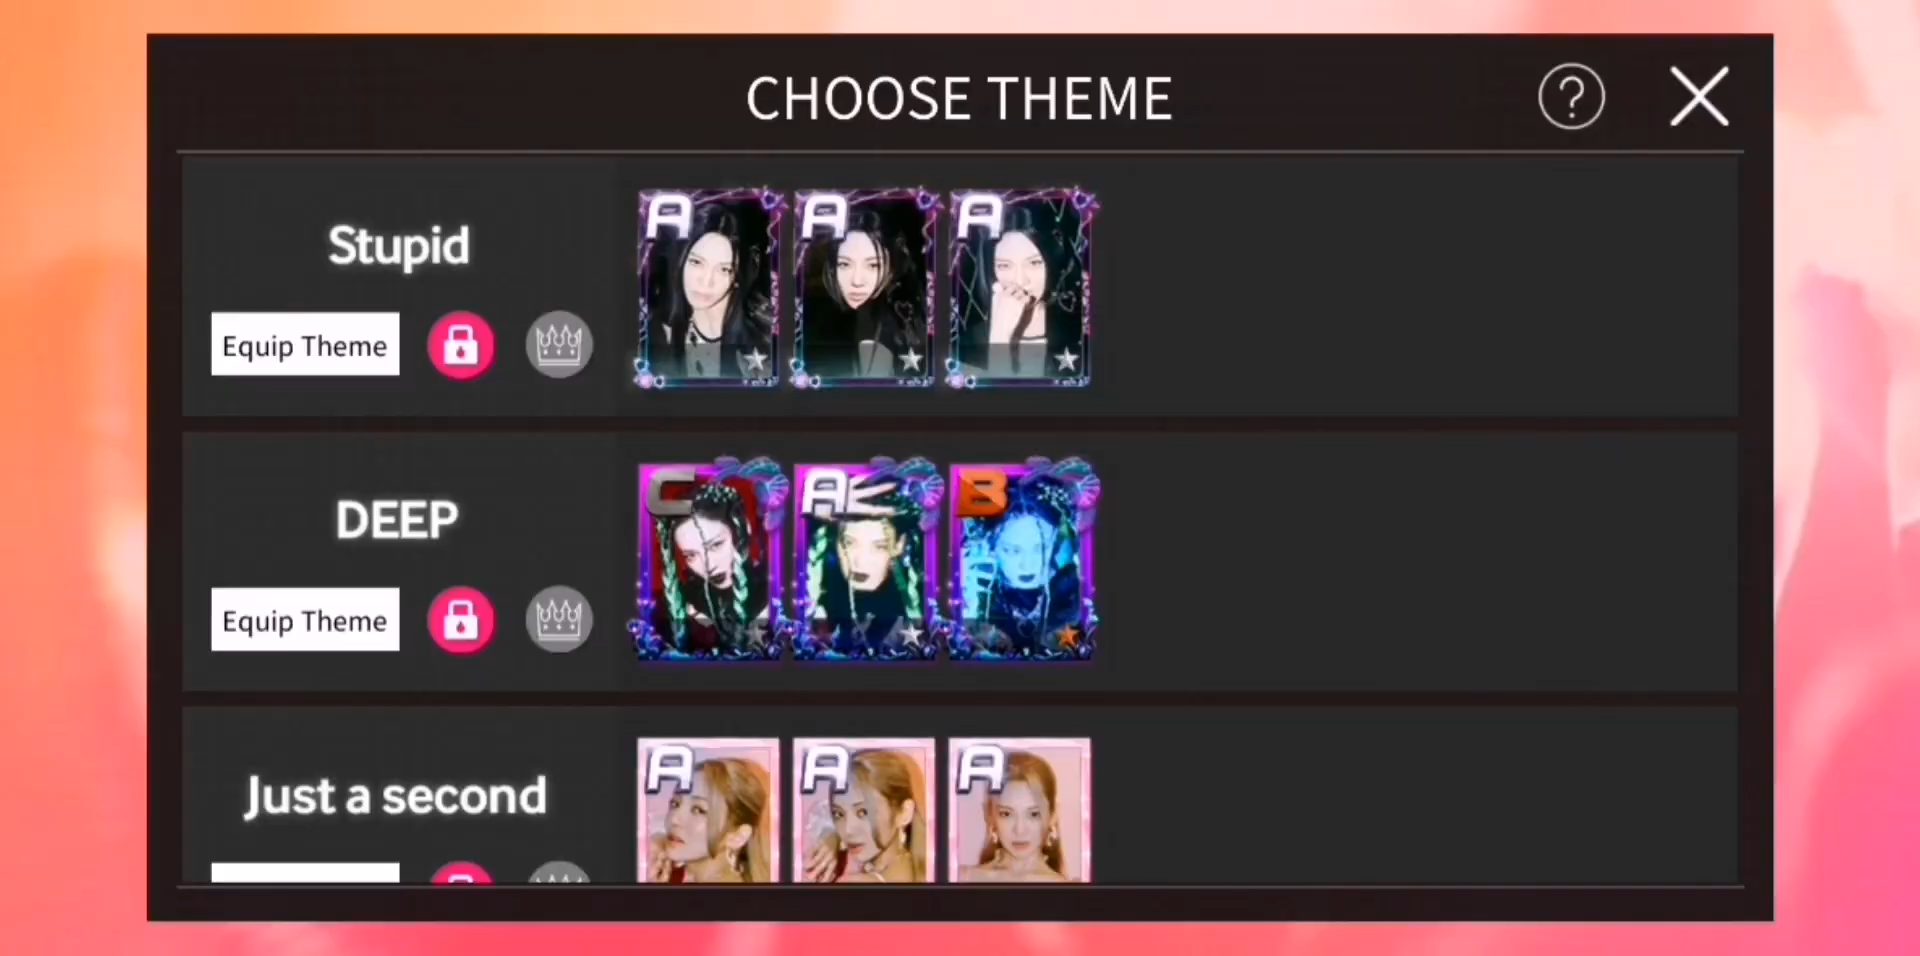 CHOOSE THEME
?
Stupid
Equip Theme
A
A
A
DEEP
Equip Theme
C
A
B
Just a second
A
A
A